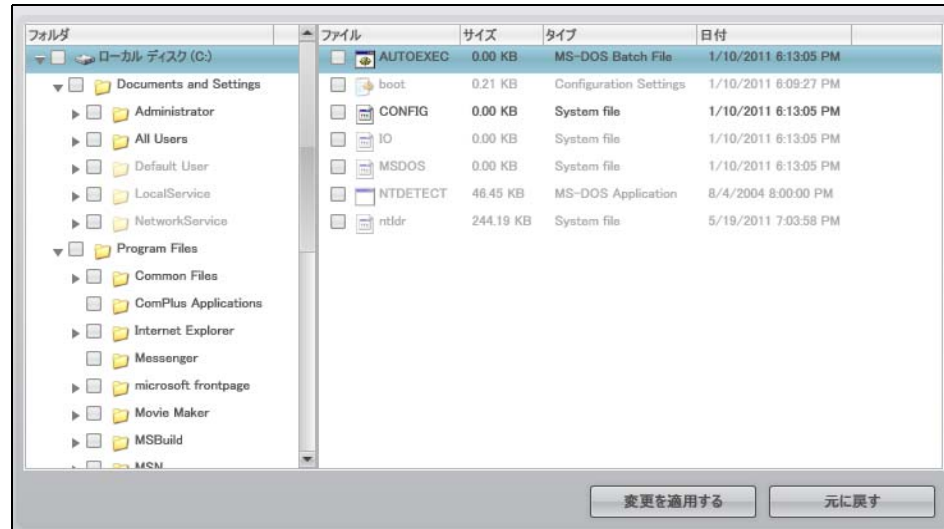 フォルダ
ローカル ディスク (C:)
Documents and Settings
Administrator
All Users
Default User
LocalService
NetworkService
Program Files
Common Files
ComPlus Applications
Internet Explorer
Messenger
microsoft frontpage
Movie Maker
MSBuild
MSN
ファイル サイズ タイプ 日付
AUTOEXEC 0.00 KB MS-DOS Batch File 1/10/2011 6:13:05 PM
boot 0.21 KB Configuration Settings 1/10/2011 6:09:27 PM
CONFIG 0.00 KB System file 1/10/2011 6:13:05 PM
IO 0.00 KB System file 1/10/2011 6:13:05 PM
MSDOS 0.00 KB System file 1/10/2011 6:13:05 PM
NTDETECT 46.45 KB MS-DOS Application 8/4/2004 8:00:00 PM
ntldr 244.19 KB System file 5/19/2011 7:03:58 PM
変更を適用する 元に戻す